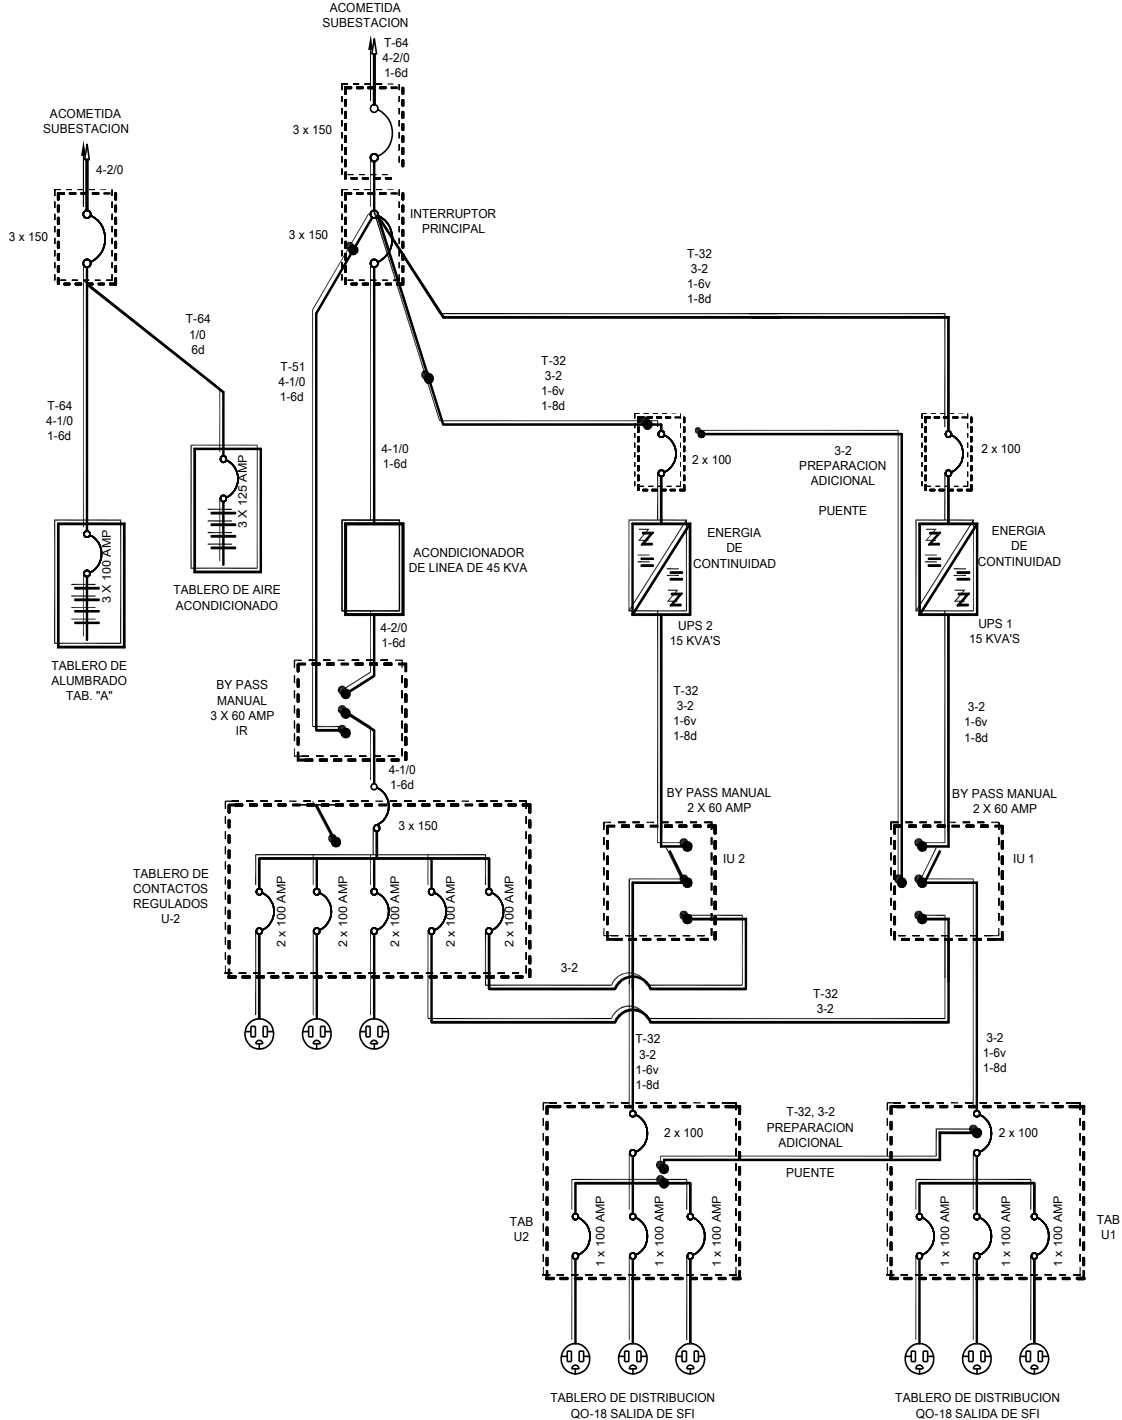 ACOMETIDA
SUBESTACION
T-64
4-2/0
1-6d
3 x 150
ACOMETIDA
SUBESTACION
4-2/0
3 x 150
INTERRUPTOR
PRINCIPAL
3 x 150
T-32
3-2
1-6v
1-8d
T-64
1/0
6d
T-51
4-1/0
1-6d
T-32
3-2
1-6v
1-8d
T-64
4-1/0
1-6d
4-1/0
1-6d
2 x 100
3-2
PREPARACION
ADICIONAL
PUENTE
2 x 100
3 X 125 AMP
3 X 100 AMP
TABLERO DE AIRE
ACONDICIONADO
ACONDICIONADOR
DE LINEA DE 45 KVA
ENERGIA
DE
CONTINUIDAD
ENERGIA
DE
CONTINUIDAD
UPS 2
15 KVA'S
UPS 1
15 KVA'S
TABLERO DE
ALUMBRADO
TAB. "A"
4-2/0
1-6d
BY PASS
MANUAL
3 X 60 AMP
IR
T-32
3-2
1-6v
1-8d
3-2
1-6v
1-8d
4-1/0
1-6d
3 x 150
BY PASS MANUAL
2 X 60 AMP
IU 2
BY PASS MANUAL
2 X 60 AMP
IU 1
TABLERO DE
CONTACTOS
REGULADOS
U-2
2 x 100 AMP
2 x 100 AMP
2 x 100 AMP
2 x 100 AMP
2 x 100 AMP
3-2
T-32
3-2
T-32
3-2
1-6v
1-8d
3-2
1-6v
1-8d
2 x 100
T-32, 3-2
PREPARACION
ADICIONAL
PUENTE
2 x 100
TAB
U2
1 x 100 AMP
1 x 100 AMP
1 x 100 AMP
1 x 100 AMP
1 x 100 AMP
1 x 100 AMP
TAB
U1
TABLERO DE DISTRIBUCION
QO-18 SALIDA DE SFI
TABLERO DE DISTRIBUCION
QO-18 SALIDA DE SFI